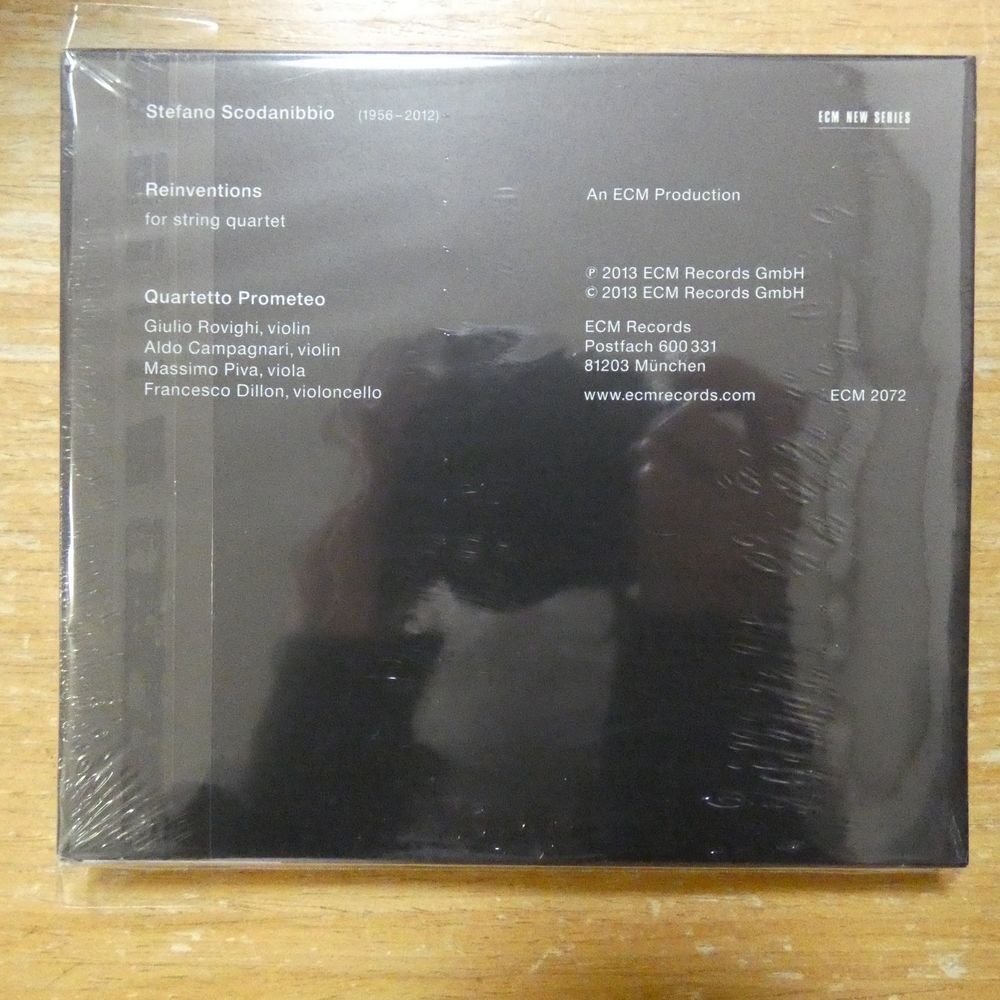 Stefano Scodanibbio (1956–2012)
ECM NEW SERIES
Reinventions
for string quartet
Quartetto Prometeo
Giulio Rovighi, violin
Aldo Campagnari, violin
Massimo Piva, viola
Francesco Dillon, violoncello
An ECM Production
℗ 2013 ECM Records GmbH
© 2013 ECM Records GmbH
ECM Records
Postfach 600 331
81203 München
www.ecmrecords.com
ECM 2072